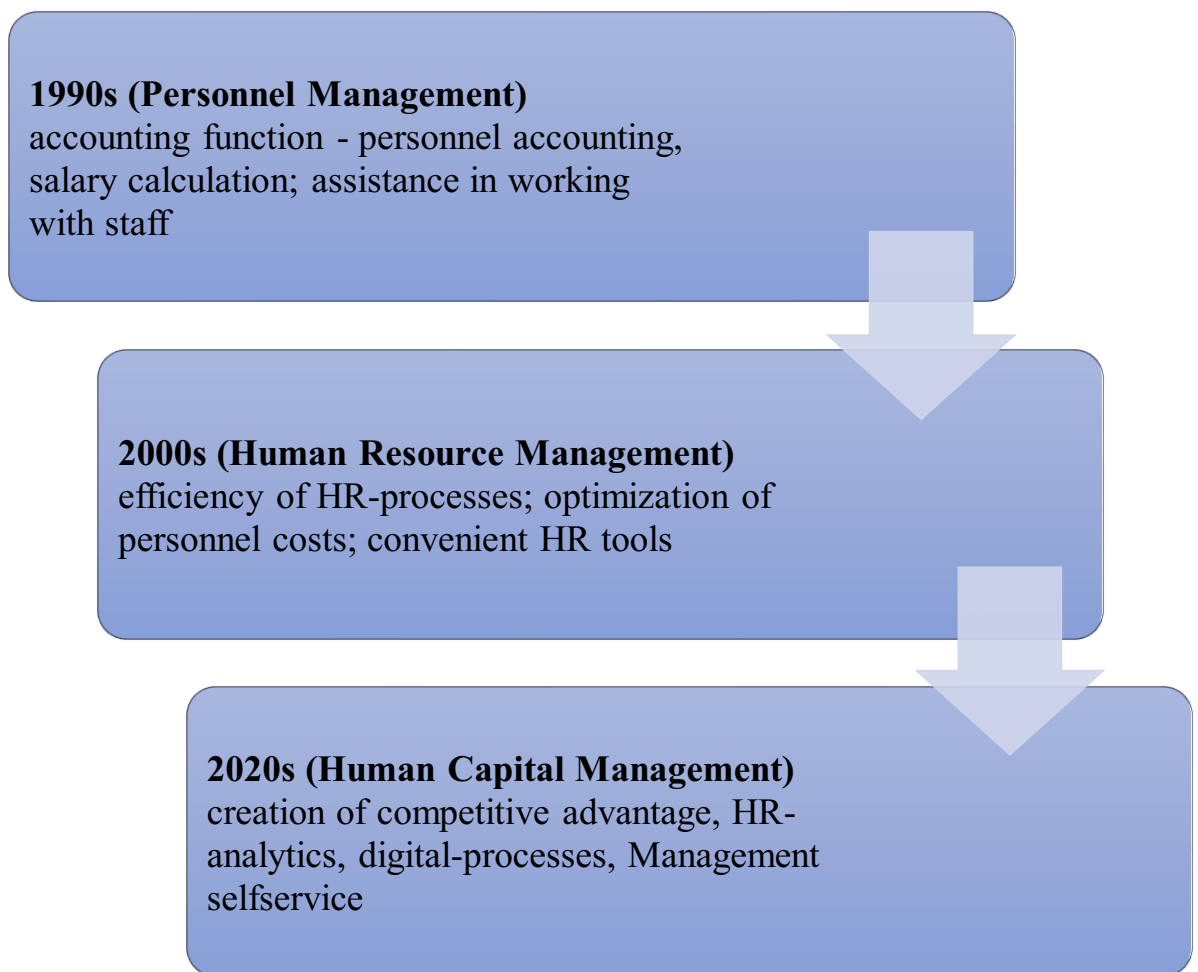 1990s (Personnel Management)
accounting function - personnel accounting,
salary calculation; assistance in working
with staff
2000s (Human Resource Management)
efficiency of HR-processes; optimization of
personnel costs; convenient HR tools
2020s (Human Capital Management)
creation of competitive advantage, HR-
analytics, digital-processes, Management
selfservice